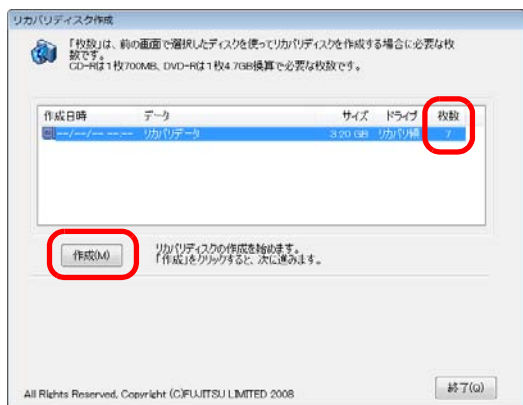 リカバリディスク作成
「枚数」は、前の画面で選択したディスクを使ってリカバリディスクを作成する場合に必要な枚
数です。
CD-Rは1枚700MB、DVD-Rは1枚4.7GB換算で必要な枚数です。
作成日時 データ サイズ ドライブ 枚数
--/--/-- --:-- リカバリデータ 3.20 GB リカバリ領 7
作成(M)
リカバリディスクの作成を始めます。
「作成」をクリックすると、次に進みます。
All Rights Reserved, Copyright (C)FUJITSU LIMITED 2008
終了(Q)